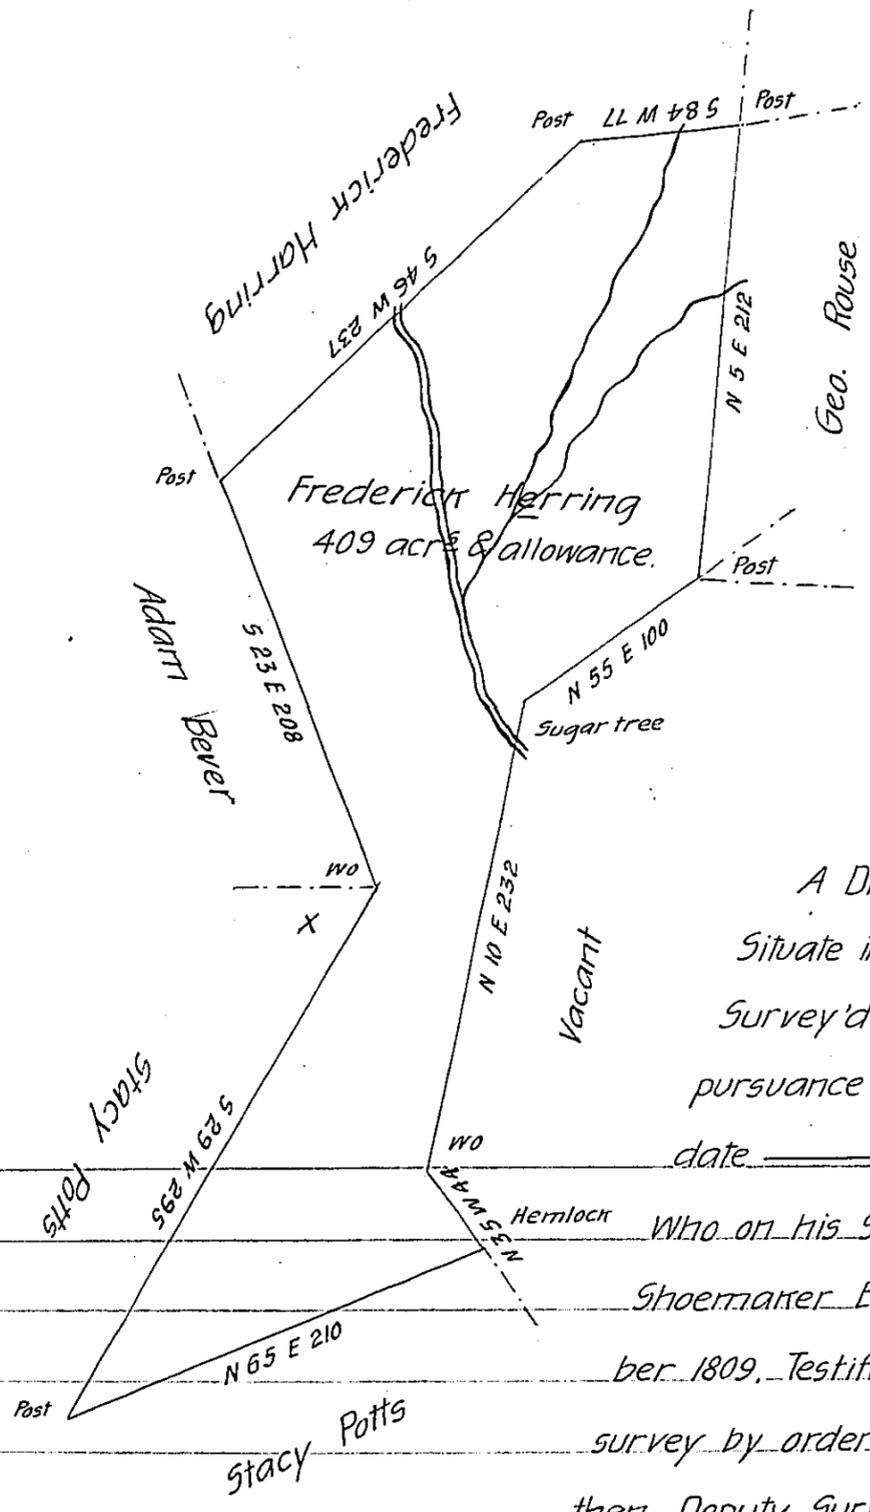 Frederick Harring
Post
S 84 W 77
Post
S 46 W 237
N 5 E 212
Geo. Rouse
Post
Frederick Herring
409 acrs & allowance.
Post
Adam Bever
S 23 E 208
N 55 E 100
Sugar tree
WO
X
N 10 E 232
Vacant
A D
Situate i
Survey'd
pursuance
date
Stacy Potts
S 29 W 295
WO
N 35 W 44
Hemlock
Who on his S
Shoemaker E
N 65 E 210
ber 1809. Testif
Post
Stacy Potts
survey by order
then Deputy Sur